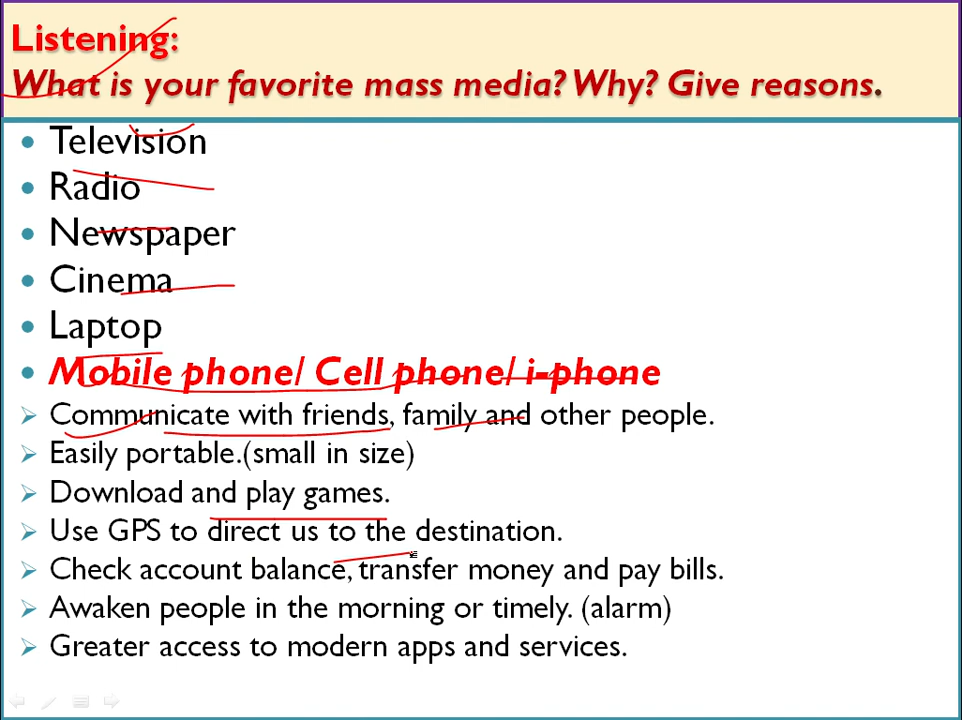 Listening:
What is your favorite mass media? Why? Give reasons.
• Television
• Radio
• Newspaper
• Cinema
• Laptop
• Mobile phone/ Cell phone/ i-phone
➢ Communicate with friends, family and other people.
➢ Easily portable.(small in size)
➢ Download and play games.
➢ Use GPS to direct us to the destination.
➢ Check account balance, transfer money and pay bills.
➢ Awaken people in the morning or timely. (alarm)
➢ Greater access to modern apps and services.